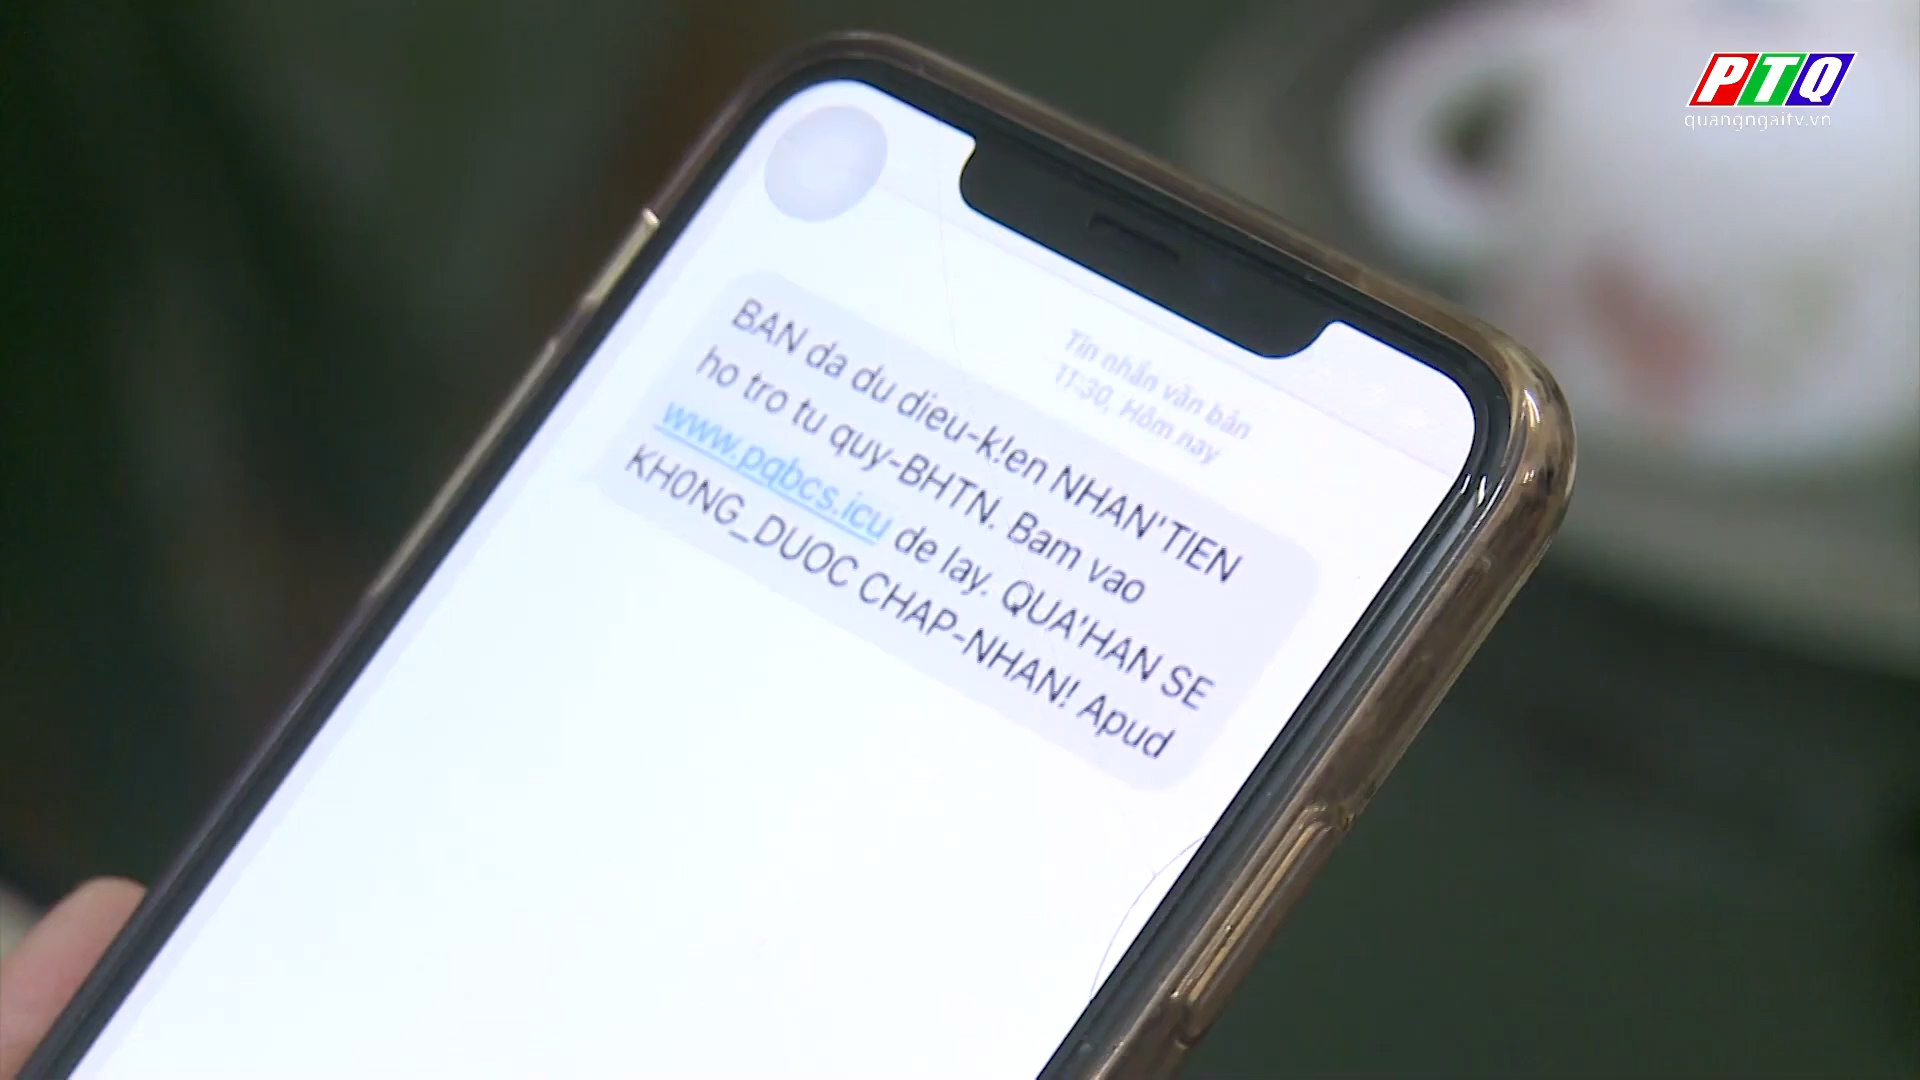 PTQ
quangngaitv.vn
Tin nhắn văn bản
11:30, Hôm nay
BAN da du dieu-k!en NHAN'TIEN
ho tro tu quy-BHTN. Bam vao
www.pqbcs.icu de lay. QUA'HAN SE
KH0NG_DUOC CHAP-NHAN! Apud